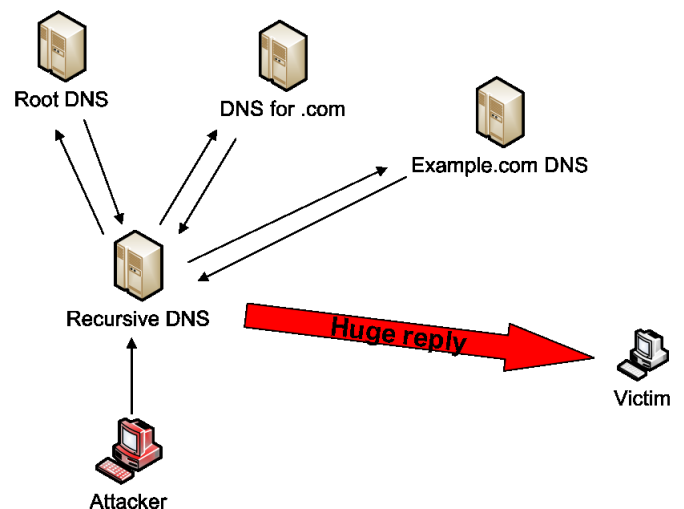 Root DNS
DNS for .com
Example.com DNS
Recursive DNS
Huge reply
Victim
Attacker